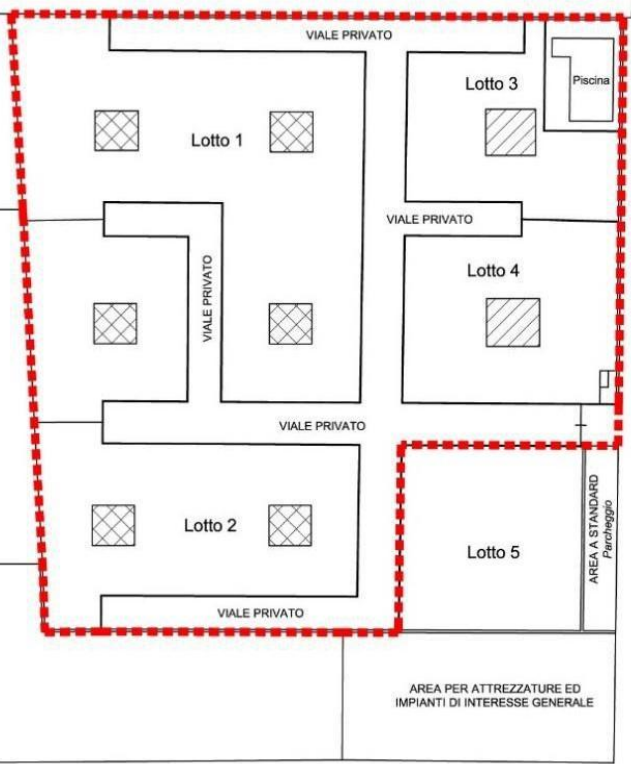 VIALE PRIVATO
Lotto 3
Piscina
Lotto 1
VIALE PRIVATO
Lotto 4
VIALE PRIVATO
VIALE PRIVATO
AREA A STANDARD
Parcheggio
Lotto 2
Lotto 5
VIALE PRIVATO
AREA PER ATTREZZATURE ED
IMPIANTI DI INTERESSE GENERALE